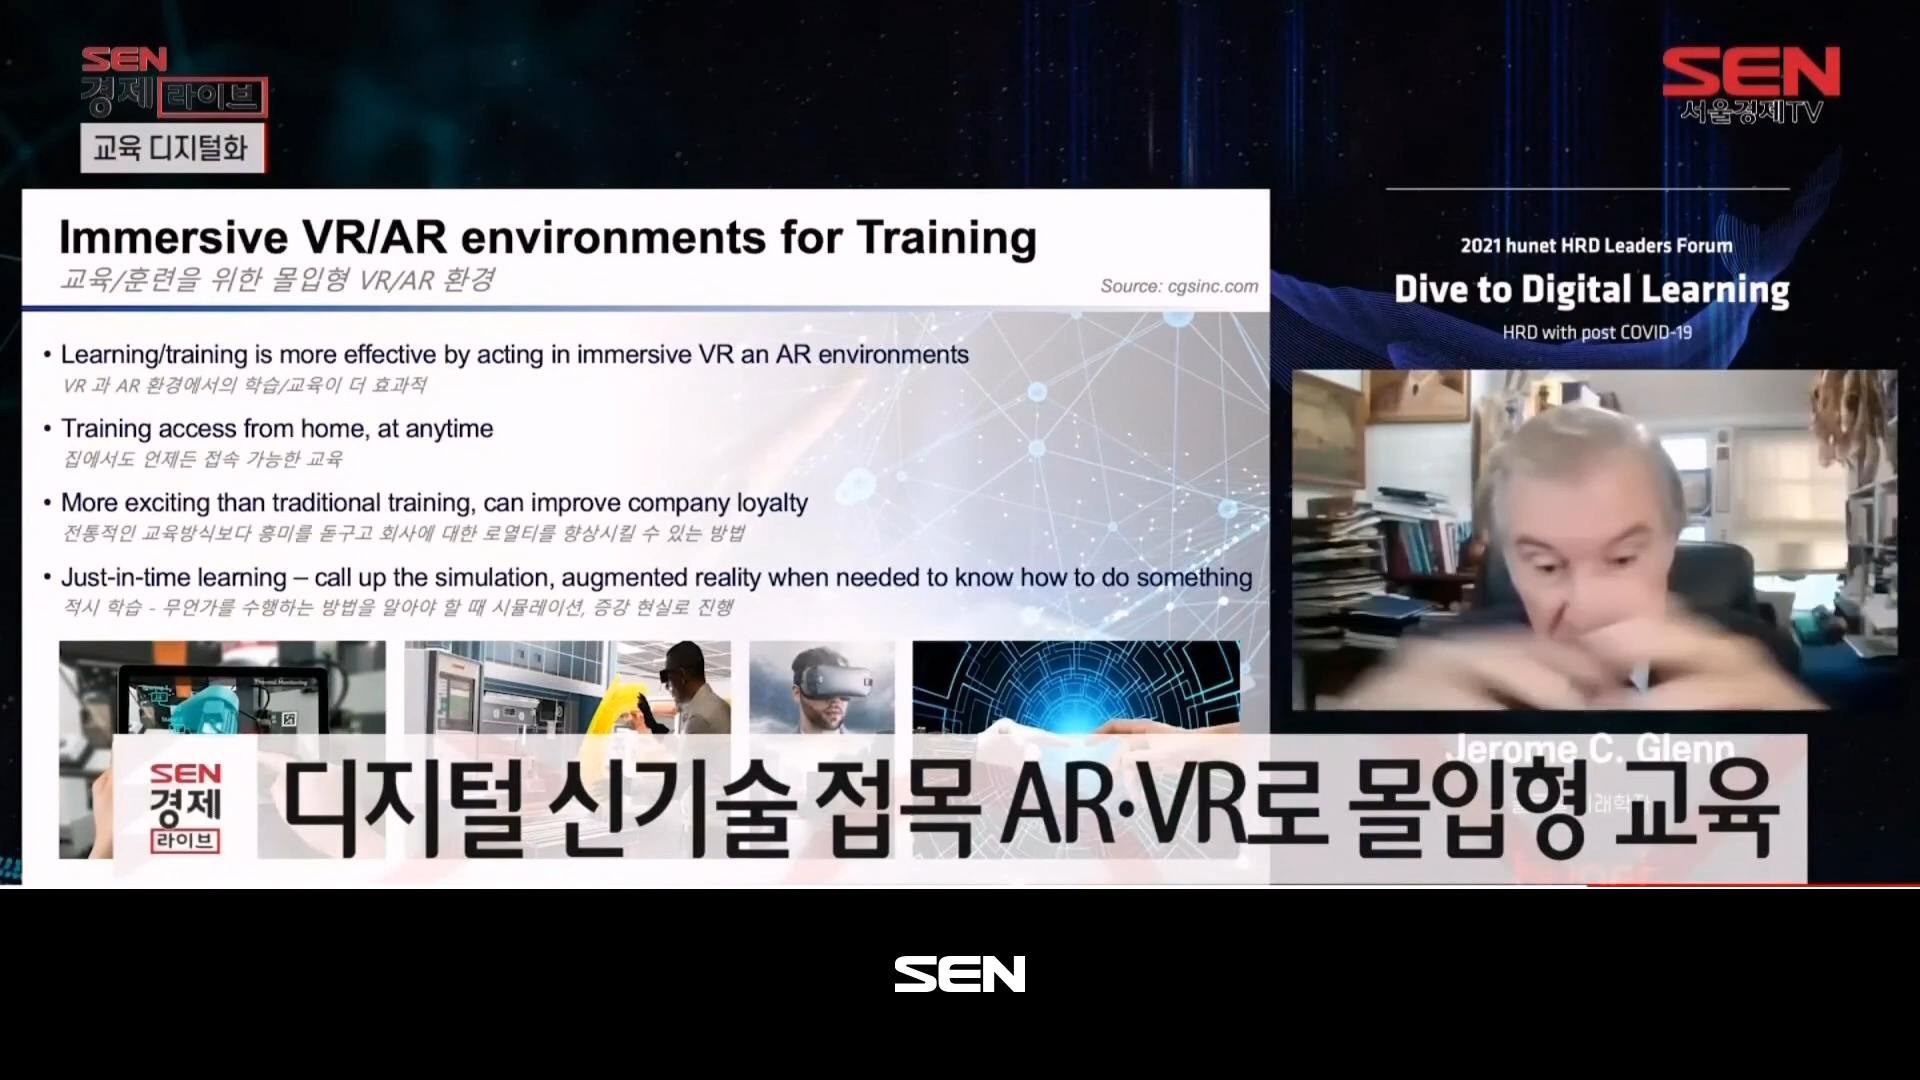 SEN
경제 라이브
교육 디지털화
SEN
서울경제TV
Immersive VR/AR environments for Training
교육/훈련을 위한 몰입형 VR/AR 환경
Source: cgsinc.com
• Learning/training is more effective by acting in immersive VR an AR environments
VR 과 AR 환경에서의 학습/교육이 더 효과적
• Training access from home, at anytime
집에서도 언제든 접속 가능한 교육
• More exciting than traditional training, can improve company loyalty
전통적인 교육방식보다 흥미를 돋구고 회사에 대한 로열티를 향상시킬 수 있는 방법
• Just-in-time learning – call up the simulation, augmented reality when needed to know how to do something
적시 학습 - 무언가를 수행하는 방법을 알아야 할 때 시뮬레이션, 증강 현실로 진행
2021 hunet HRD Leaders Forum
Dive to Digital Learning
HRD with post COVID-19
Jerome C. Glenn
SEN
경제
라이브
디지털 신기술 접목 AR·VR로 몰입형 교육
SEN